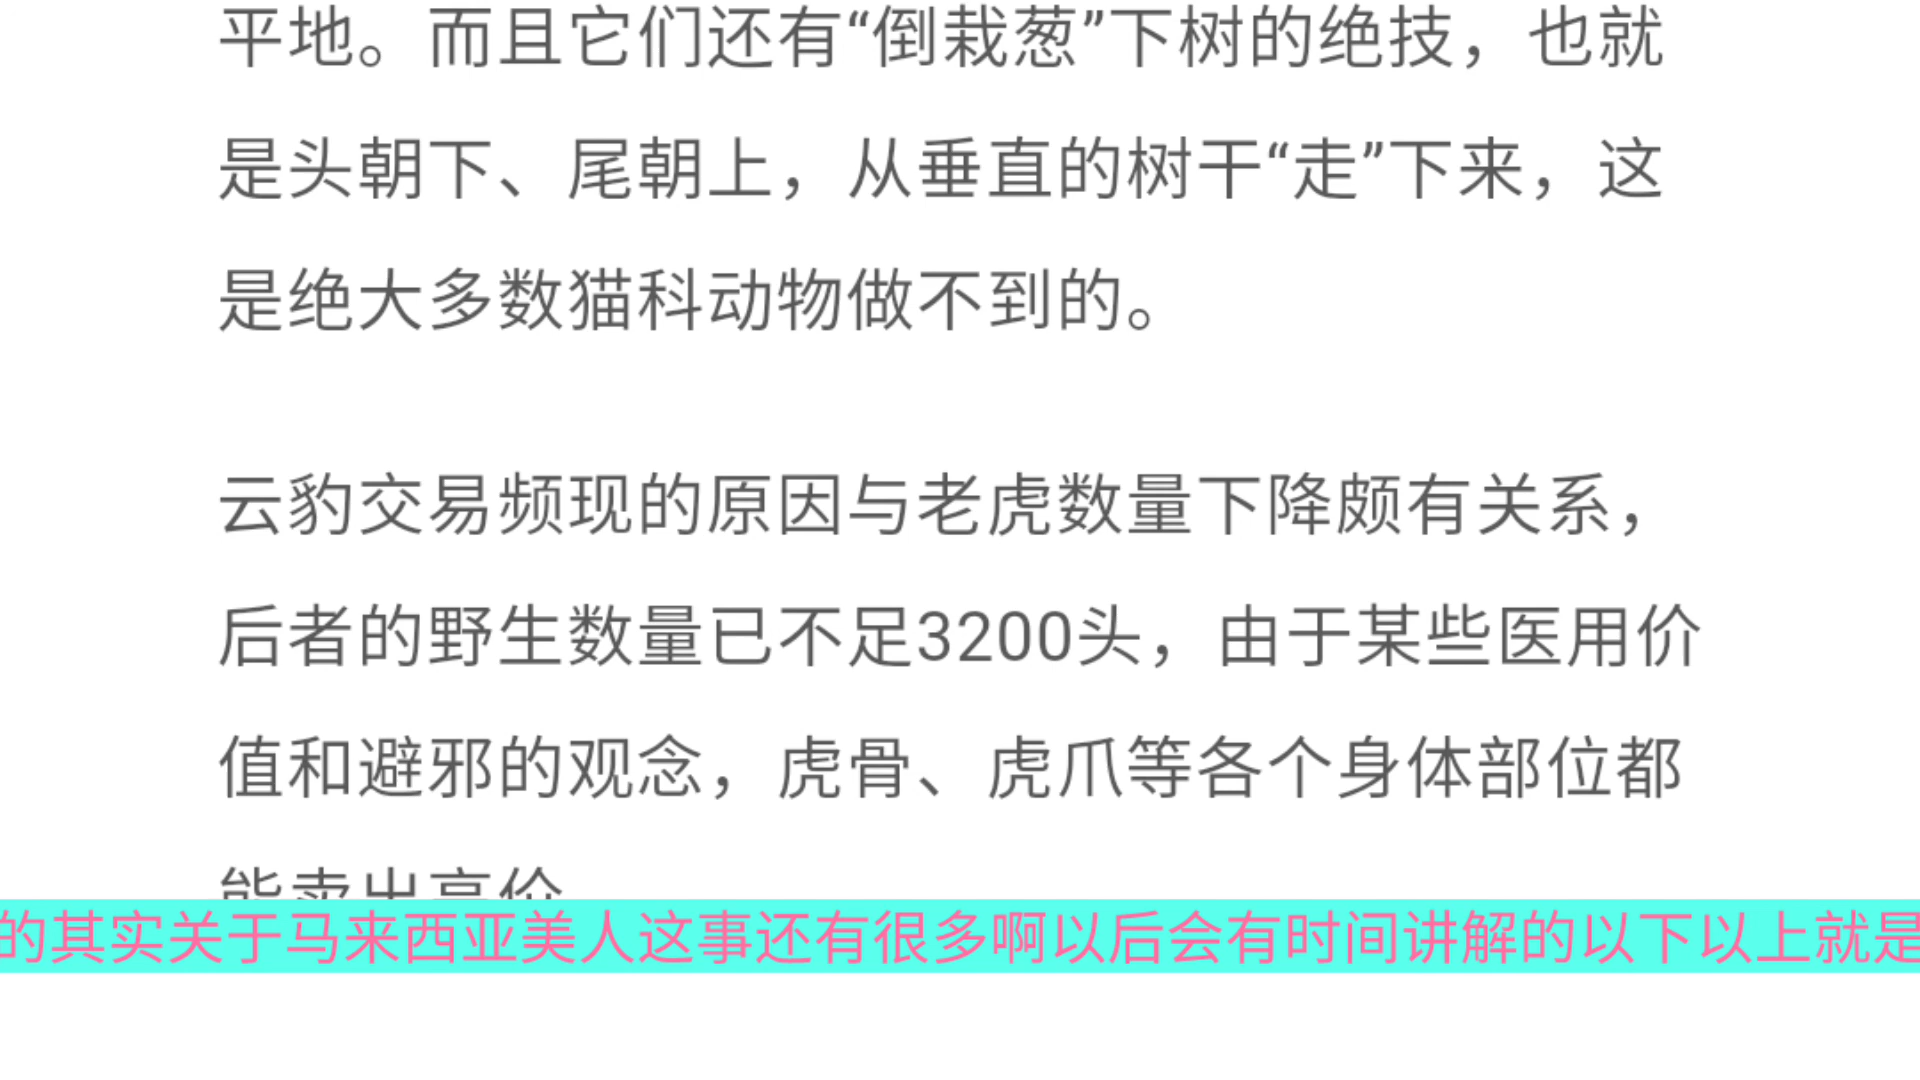 平地。而且它们还有“倒栽葱”下树的绝技，也就
是头朝下、尾朝上，从垂直的树干“走”下来，这
是绝大多数猫科动物做不到的。
云豹交易频现的原因与老虎数量下降颇有关系，
后者的野生数量已不足3200头，由于某些医用价
值和避邪的观念，虎骨、虎爪等各个身体部位都
能卖出高价
的其实关于马来西亚美人这事还有很多啊以后会有时间讲解的以下以上就是